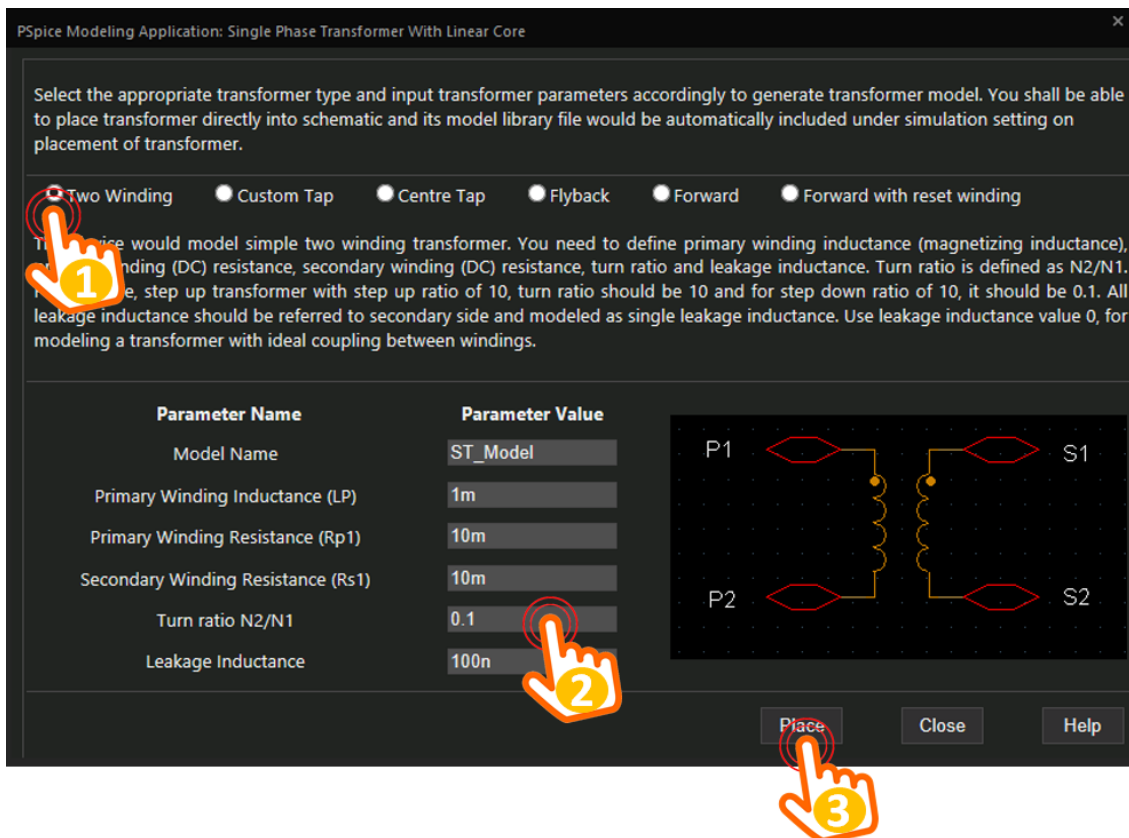 PSpice Modeling Application: Single Phase Transformer With Linear Core
Select the appropriate transformer type and input transformer parameters accordingly to generate transformer model. You shall be able
to place transformer directly into schematic and its model library file would be automatically included under simulation setting on
placement of transformer.
Two Winding Custom Tap Centre Tap Flyback Forward Forward with reset winding
would model simple two winding transformer. You need to define primary winding inductance (magnetizing inductance),
(DC) resistance, secondary winding (DC) resistance, turn ratio and leakage inductance. Turn ratio is defined as N2/N1.
step up transformer with step up ratio of 10, turn ratio should be 10 and for step down ratio of 10, it should be 0.1. All
leakage inductance should be referred to secondary side and modeled as single leakage inductance. Use leakage inductance value 0, for
modeling a transformer with ideal coupling between windings.
1
Parameter Name Parameter Value
Model Name ST_Model
Primary Winding Inductance (LP) 1m
Primary Winding Resistance (Rp1) 10m
Secondary Winding Resistance (Rs1) 10m
Turn ratio N2/N1 0.1
Leakage Inductance 100n
2
P1 S1
P2 S2
Place Close Help
3